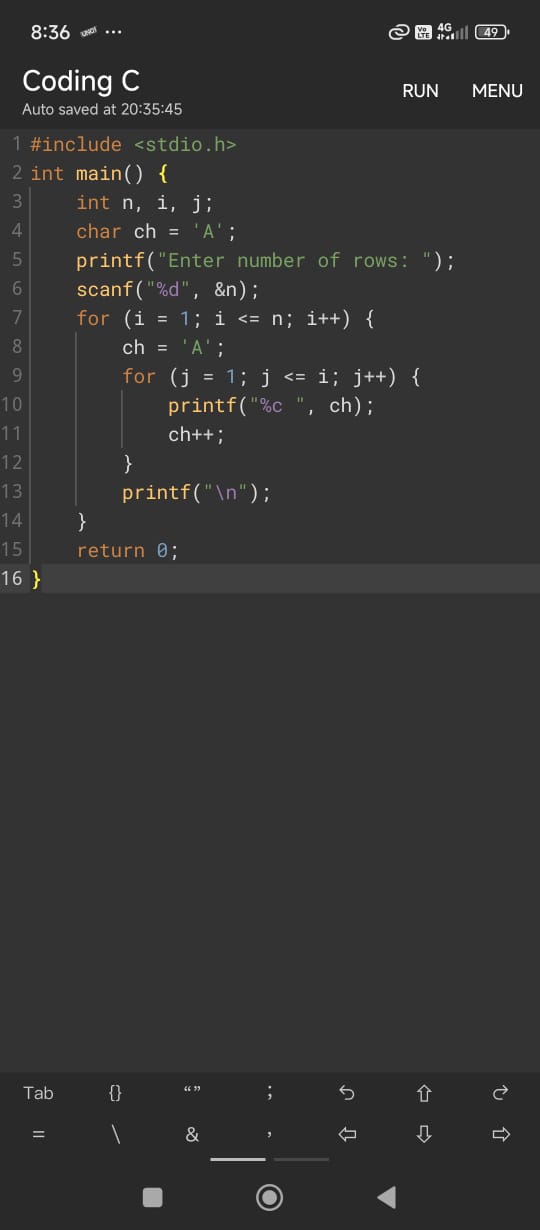 8:36 ... Vo LTE 4G 49
Coding C
RUN MENU
Auto saved at 20:35:45
1 #include <stdio.h>
2 int main() {
3     int n, i, j;
4     char ch = 'A';
5     printf("Enter number of rows: ");
6     scanf("%d", &n);
7     for (i = 1; i <= n; i++) {
8         ch = 'A';
9         for (j = 1; j <= i; j++) {
10             printf("%c ", ch);
11             ch++;
12         }
13         printf("\n");
14     }
15     return 0;
16 }
Tab {} “” ;
= \ & ,